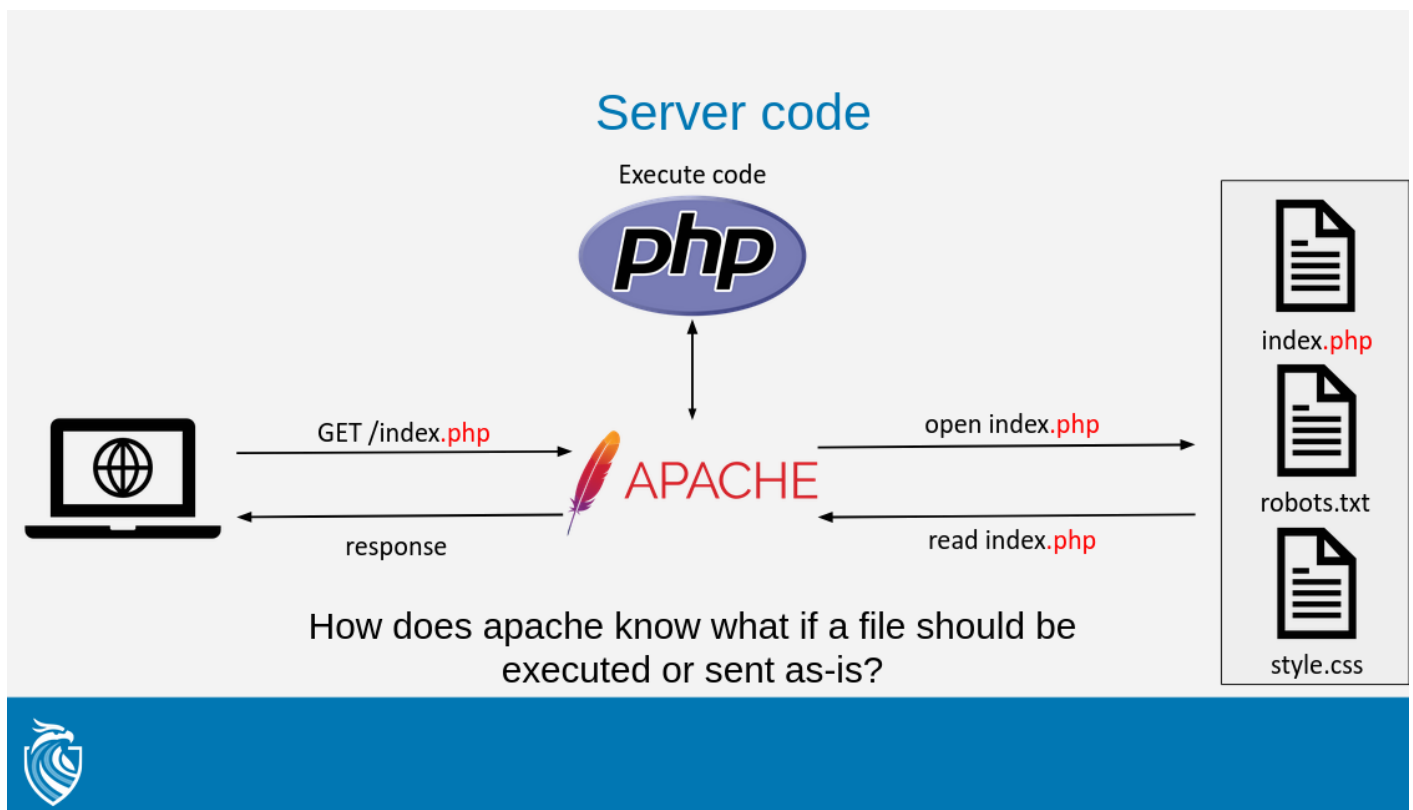 Server code
Execute code
php
GET /index.php
response
APACHE
open index.php
read index.php
index.php
robots.txt
style.css
How does apache know what if a file should be
executed or sent as-is?